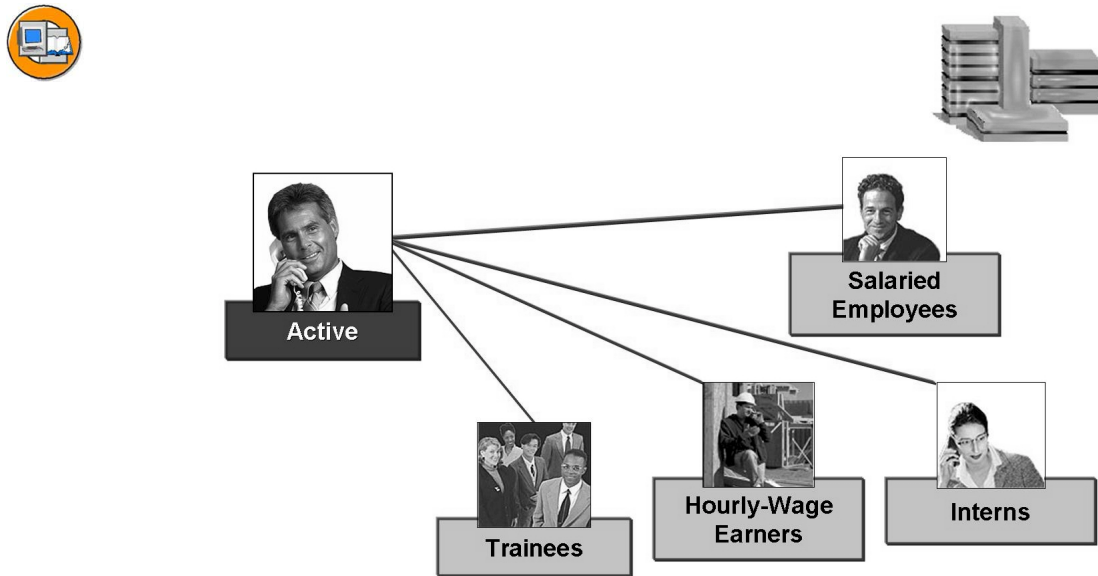 Active
Salaried
Employees
Trainees
Hourly-Wage
Earners
Interns